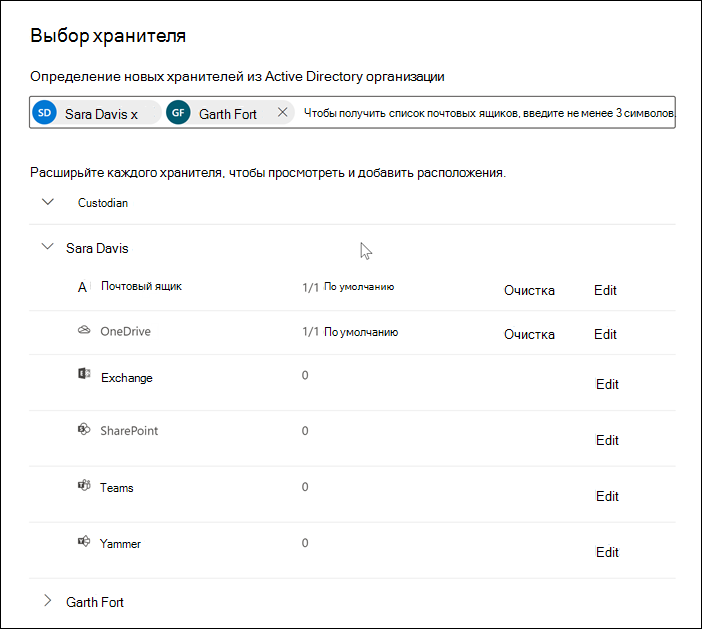 Выбор хранителя
Определение новых хранителей из Active Directory организации
SD Sara Davis x GF Garth Fort Чтобы получить список почтовых ящиков, введите не менее 3 символов.
Расширьйте каждого хранителя, чтобы просмотреть и добавить расположения.
Custodian
Sara Davis
A Почтовый ящик 1/1 По умолчанию Очистка Edit
OneDrive 1/1 По умолчанию Очистка Edit
Exchange 0 Edit
SharePoint 0 Edit
Teams 0 Edit
Yammer 0 Edit
Garth Fort